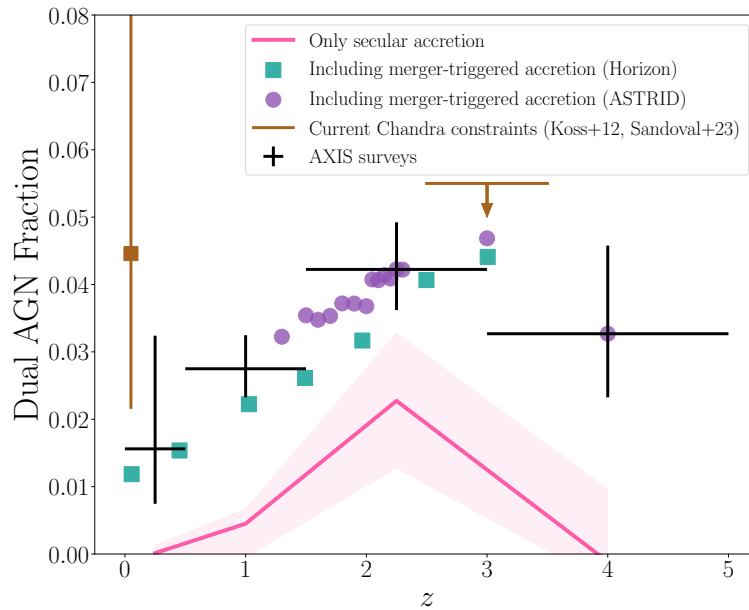 0.08
0.07
0.06
0.05
0.04
0.03
0.02
0.01
0.00
Dual AGN Fraction
Only secular accretion
Including merger-triggered accretion (Horizon)
Including merger-triggered accretion (ASTRID)
Current Chandra constraints (Koss+12, Sandoval+23)
AXIS surveys
0 1 2 3 4 5
z